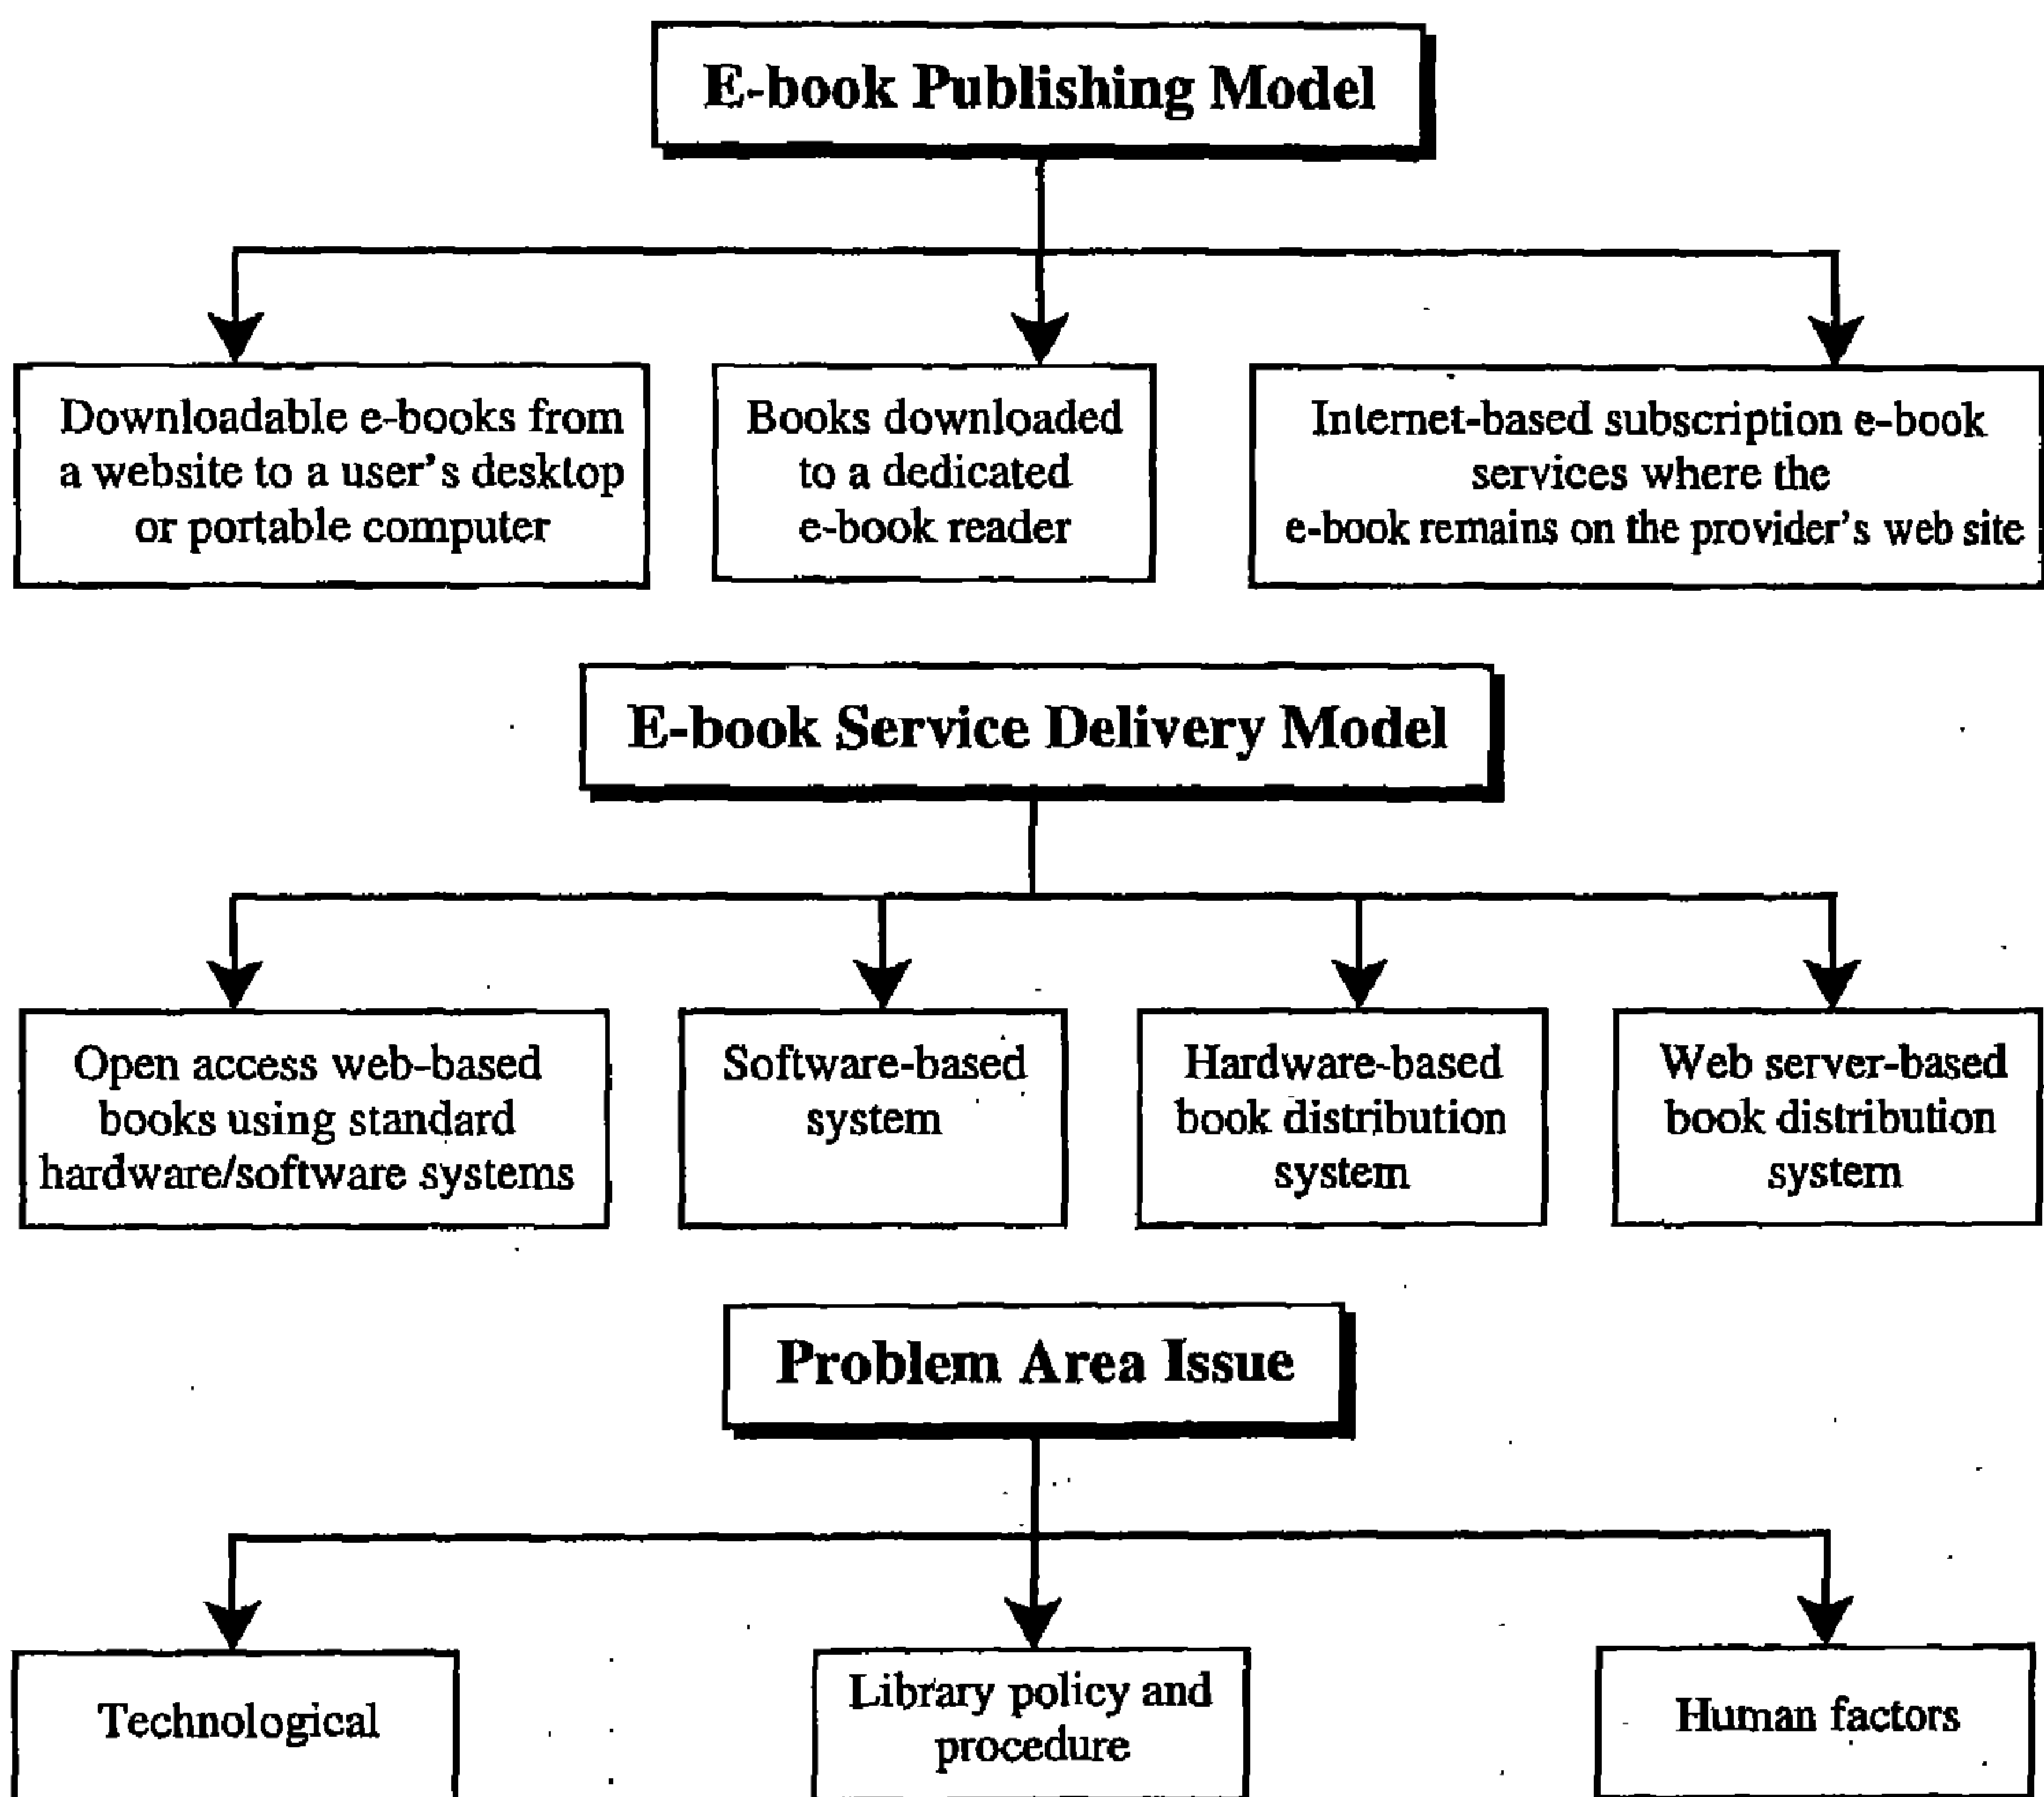 E-book Publishing Model
Downloadable e-books from
a website to a user's desktop
or portable computer
Books downloaded
to a dedicated
e-book reader
Internet-based subscription e-book
services where the
e-book remains on the provider's web site
E-book Service Delivery Model
Open access web-based
books using standard
hardware/software systems
Software-based
system
Hardware-based
book distribution
system
Web server-based
book distribution
system
Problem Area Issue
Technological
Library policy and
procedure
Human factors